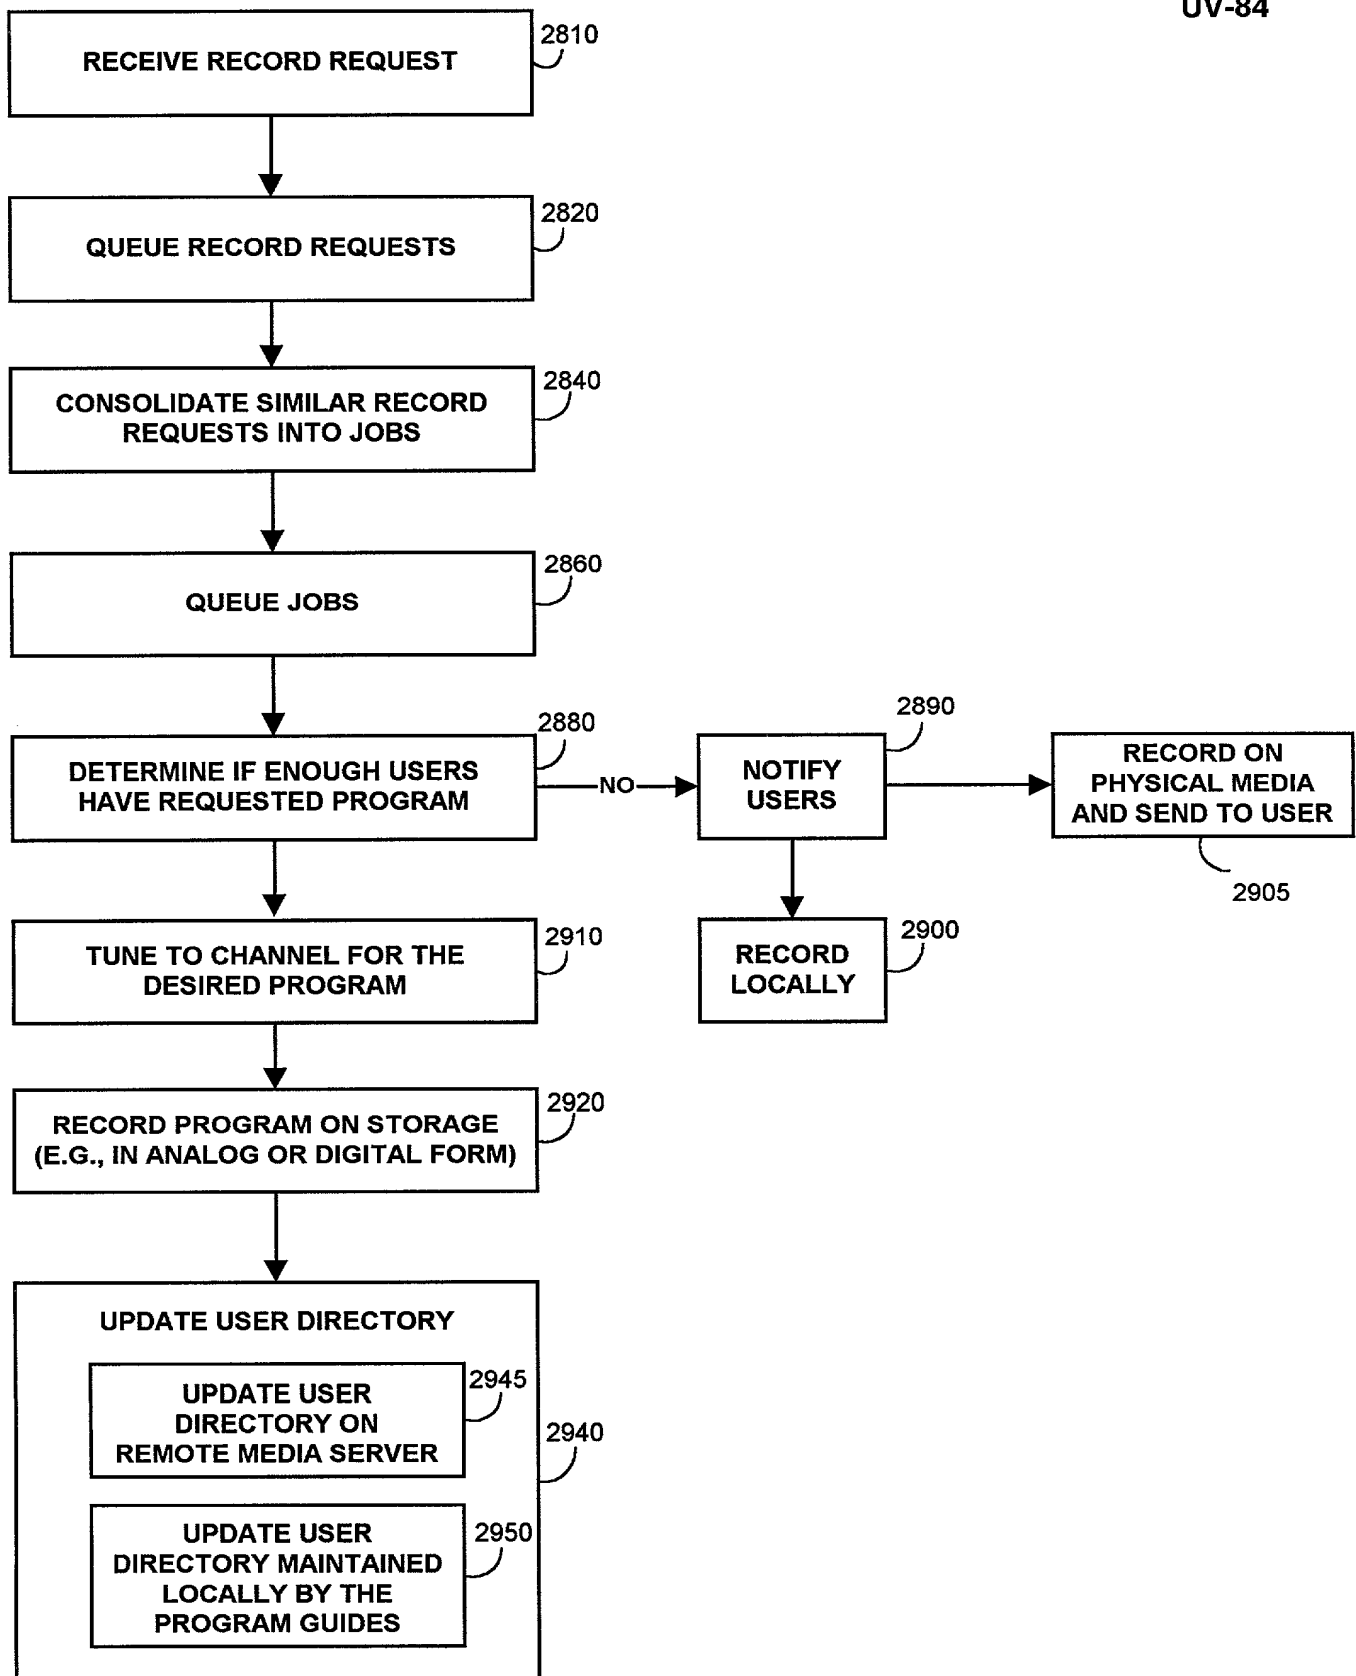 UV-84
RECEIVE RECORD REQUEST
2810
QUEUE RECORD REQUESTS
2820
CONSOLIDATE SIMILAR RECORD
REQUESTS INTO JOBS
2840
QUEUE JOBS
2860
DETERMINE IF ENOUGH USERS
HAVE REQUESTED PROGRAM
2880
NO
NOTIFY
USERS
2890
RECORD ON
PHYSICAL MEDIA
AND SEND TO USER
2905
RECORD
LOCALLY
2900
TUNE TO CHANNEL FOR THE
DESIRED PROGRAM
2910
RECORD PROGRAM ON STORAGE
(E.G., IN ANALOG OR DIGITAL FORM)
2920
UPDATE USER DIRECTORY
2940
UPDATE USER
DIRECTORY ON
REMOTE MEDIA SERVER
2945
UPDATE USER
DIRECTORY MAINTAINED
LOCALLY BY THE
PROGRAM GUIDES
2950